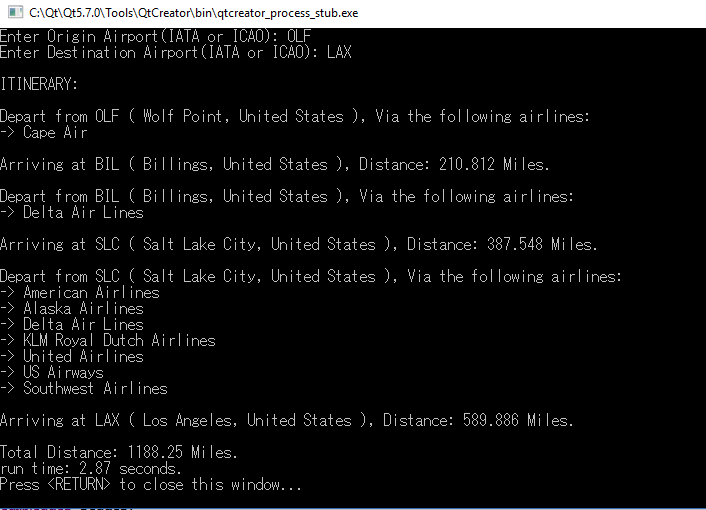 C:\Qt\Qt5.7.0\Tools\QtCreator\bin\qtcreator_process_stub.exe
Enter Origin Airport(IATA or ICAO): OLF
Enter Destination Airport(IATA or ICAO): LAX
ITINERARY:
Depart from OLF ( Wolf Point, United States ), Via the following airlines:
-> Cape Air
Arriving at BIL ( Billings, United States ), Distance: 210.812 Miles.
Depart from BIL ( Billings, United States ), Via the following airlines:
-> Delta Air Lines
Arriving at SLC ( Salt Lake City, United States ), Distance: 387.548 Miles.
Depart from SLC ( Salt Lake City, United States ), Via the following airlines:
-> American Airlines
-> Alaska Airlines
-> Delta Air Lines
-> KLM Royal Dutch Airlines
-> United Airlines
-> US Airways
-> Southwest Airlines
Arriving at LAX ( Los Angeles, United States ), Distance: 589.886 Miles.
Total Distance: 1188.25 Miles.
run time: 2.87 seconds.
Press <RETURN> to close this window...